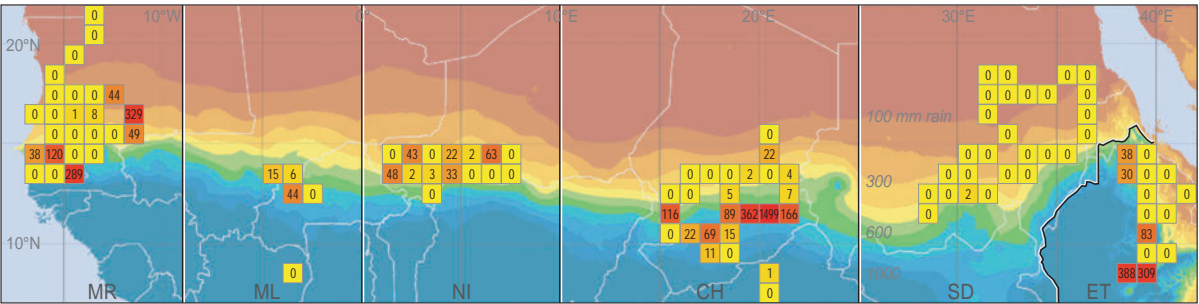 0 10°W 0° 10°E 20°E 30°E 40°E
0
20°N
0
0 0 0 0 0
0 0 0 44 0 0 0 0 0
0 0 1 8 329 100 mm rain 0 0
0 0 0 0 49 0 0 0
38 120 0 0 0 43 0 22 2 63 0 22 0 0 0 0 0 38 0
0 0 289 15 6 48 2 3 33 0 0 0 0 0 0 2 0 4 300 0 0 0 0 30 0
44 0 0 0 0 5 7 0 0 2 0 0 0 0
116 89 362 1499 166 0 0 0
10°N 0 22 69 15 600 83
11 0 0 0
0 1 1000 388 309
MR ML NI CH 0 SD ET